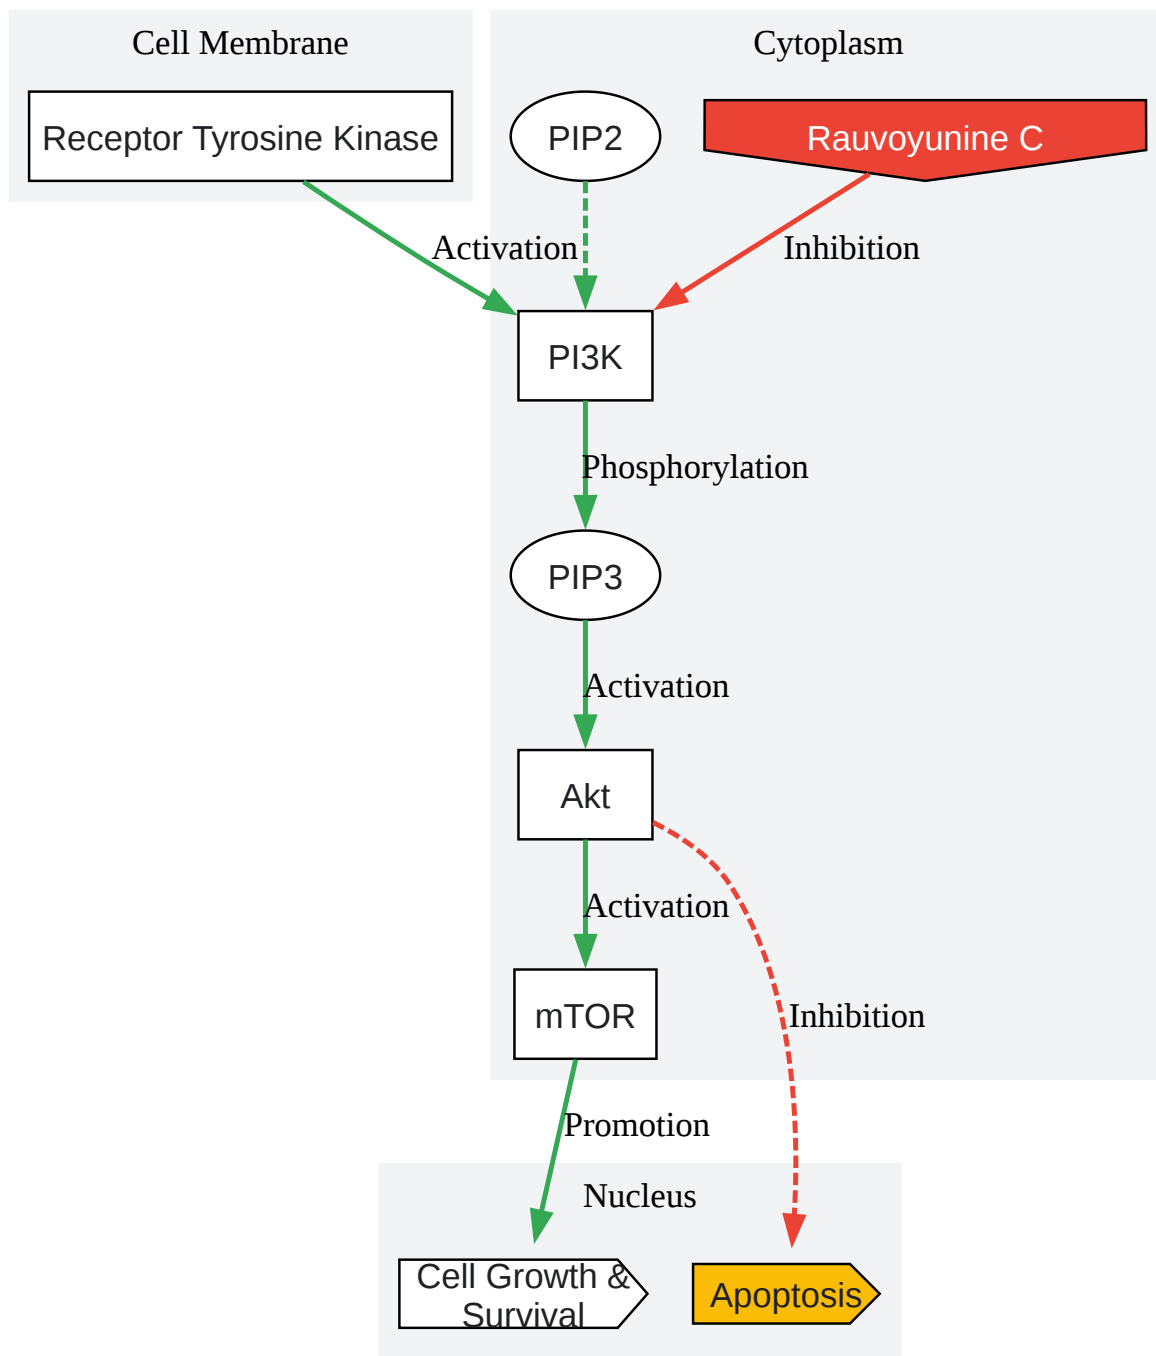 Cell Membrane
Cytoplasm
Receptor Tyrosine Kinase
PIP2
Rauvoyunine C
Activation
Inhibition
PI3K
Phosphorylation
PIP3
Activation
Akt
Activation
mTOR
Inhibition
Promotion
Nucleus
Cell Growth &
Survival
Apoptosis